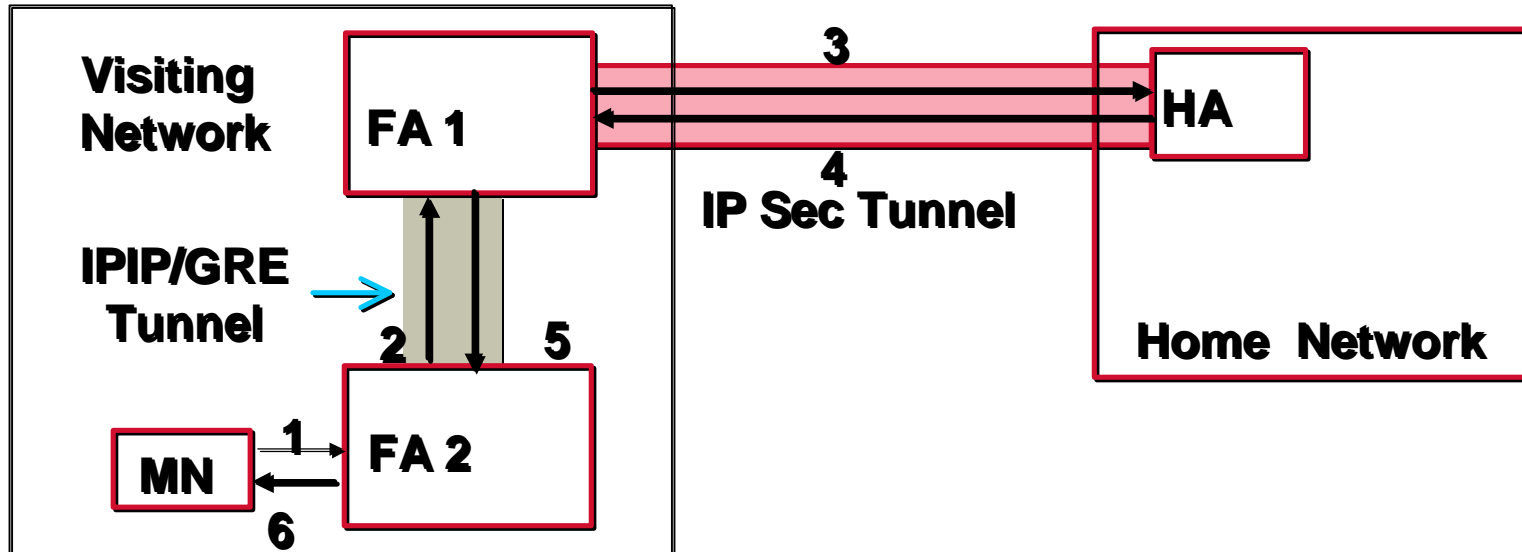 3
Visiting
Network
FA 1
HA
4
IP Sec Tunnel
IPIP/GRE
Tunnel
2
5
Home Network
1
MN
FA 2
6